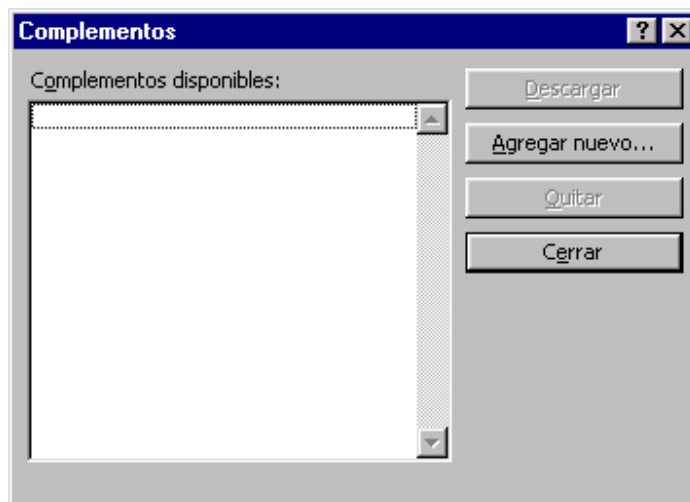 Complementos
Complementos disponibles:
Descargar
Agregar nuevo...
Quitar
Cerrar